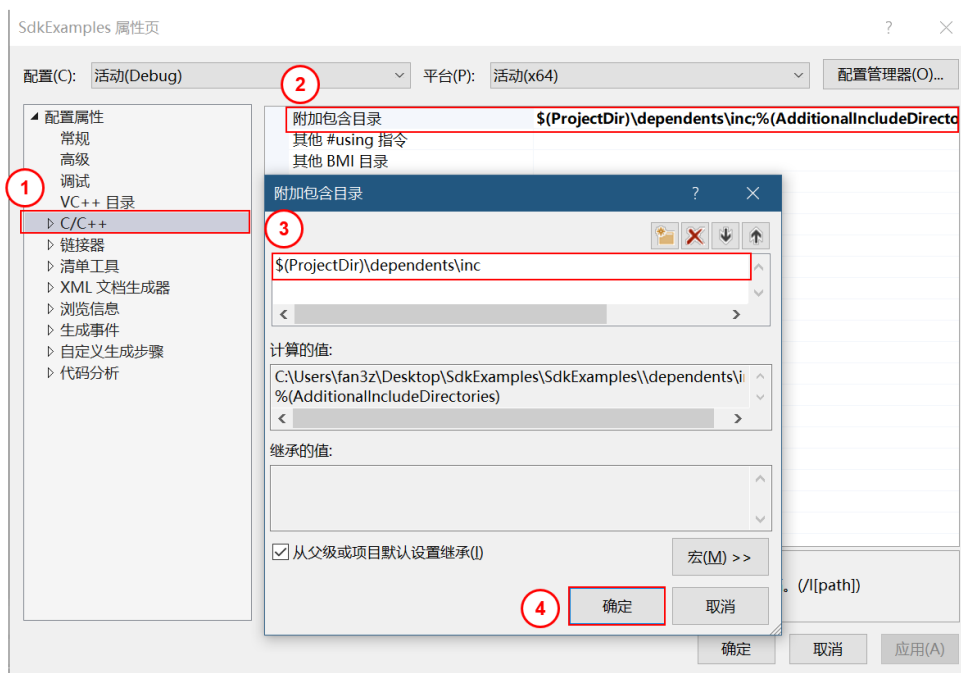 SdkExamples 属性页
配置(C): 活动(Debug) 平台(P): 活动(x64) 配置管理器(O)...
2
配置属性
常规
高级
调试
VC++ 目录
C/C++
链接器
清单工具
XML 文档生成器
浏览信息
生成事件
自定义生成步骤
代码分析
1
附加包含目录 $(ProjectDir)\dependents\inc;%(AdditionalIncludeDirecto
其他 #using 指令
其他 BMI 目录
附加包含目录
3
$(ProjectDir)\dependents\inc
计算的值:
C:\Users\fan3z\Desktop\SdkExamples\SdkExamples\\dependents\i
%(AdditionalIncludeDirectories)
继承的值:
从父级或项目默认设置继承(I)
宏(M) >>
4
确定 取消
。(/I[path])
确定 取消 应用(A)